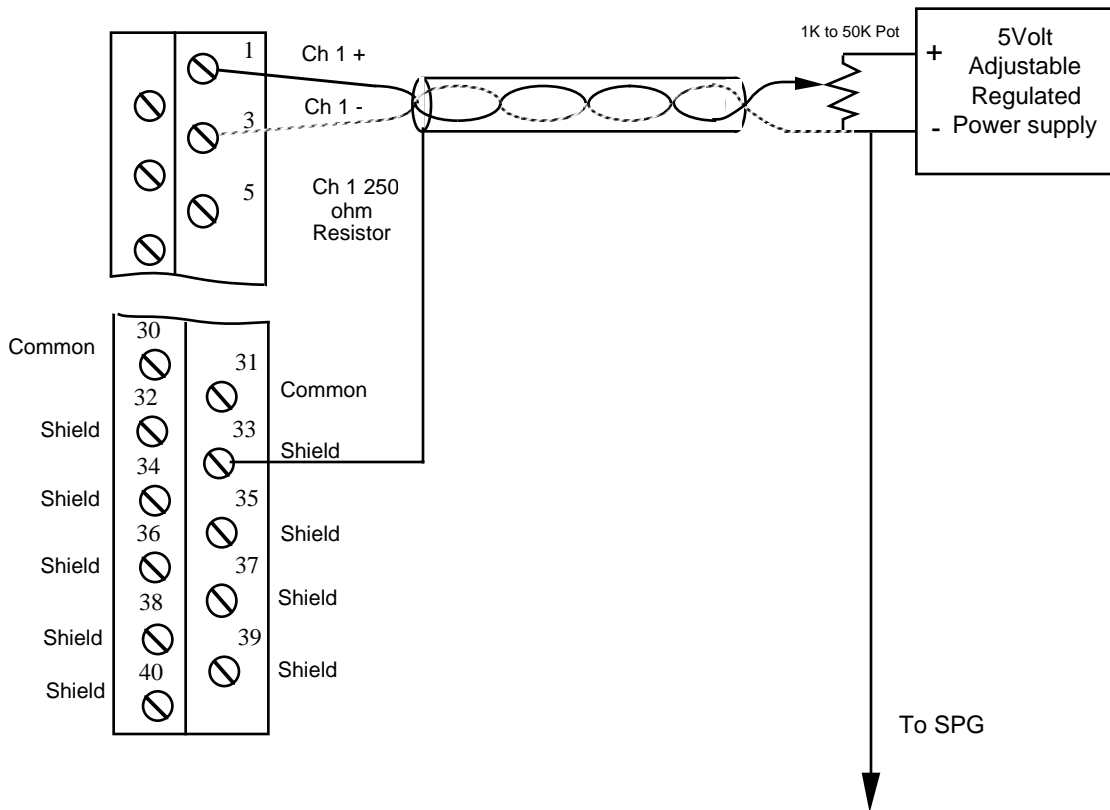 1
Ch 1 +
1K to 50K Pot
+
5Volt
Adjustable
Regulated
Power supply
-
3
Ch 1 -
5
Ch 1 250
ohm
Resistor
30
Common
31
Common
32
Shield
33
Shield
34
Shield
35
Shield
36
Shield
37
Shield
38
Shield
39
Shield
40
Shield
To SPG